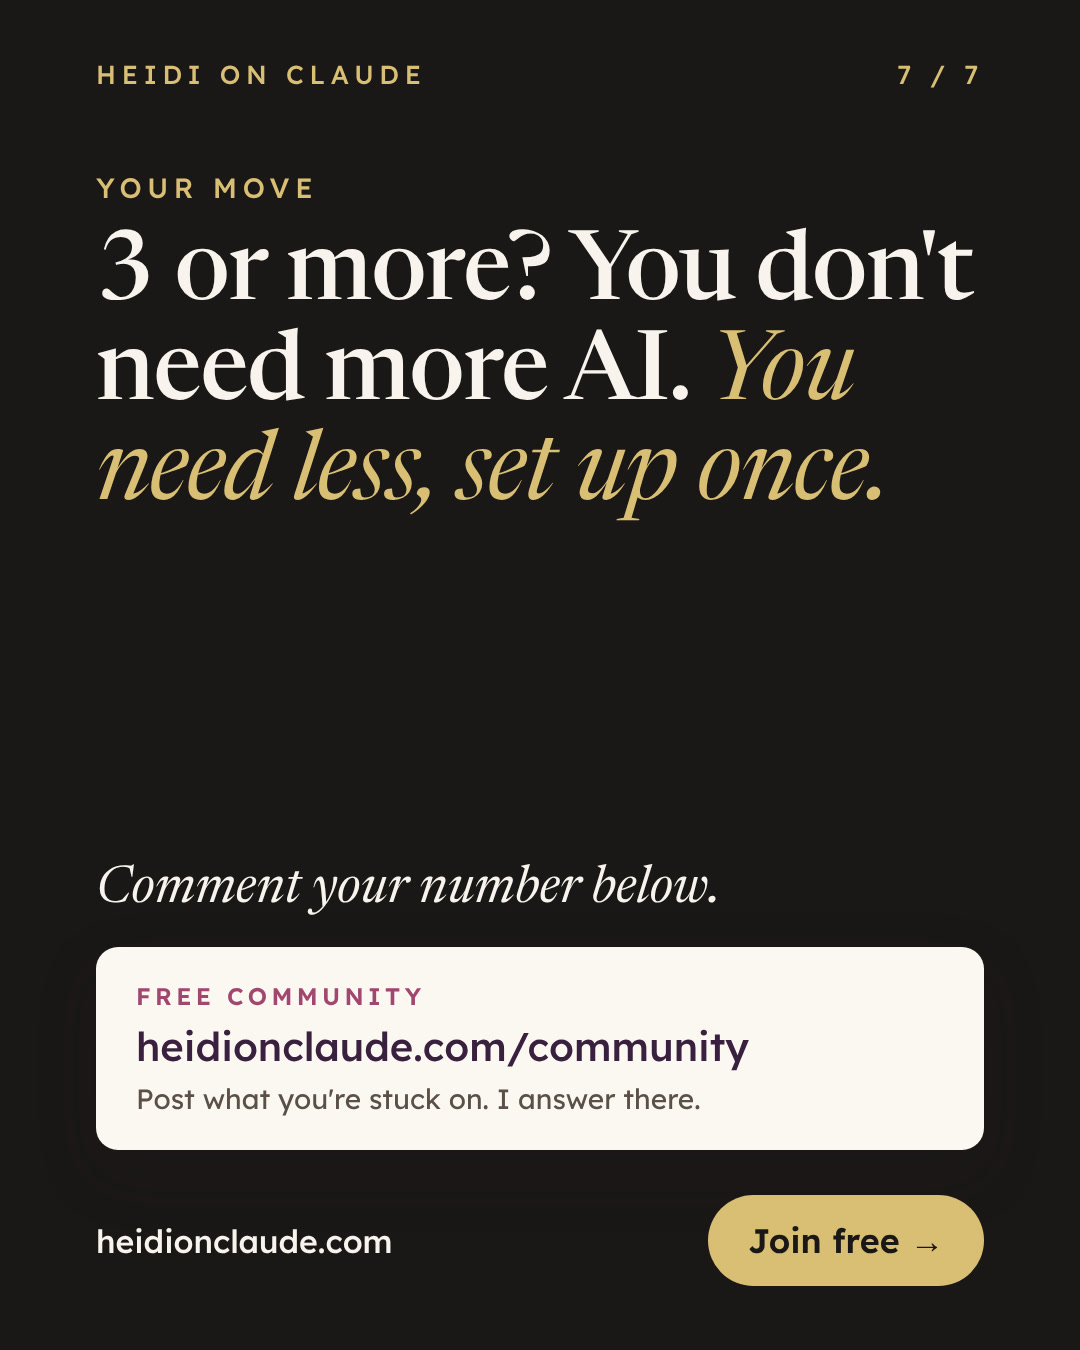 HEIDI ON CLAUDE
7 / 7
YOUR MOVE
3 or more? You don't
need more AI. You
need less, set up once.
Comment your number below.
FREE COMMUNITY
heidionclaude.com/community
Post what you're stuck on. I answer there.
heidionclaude.com
Join free →